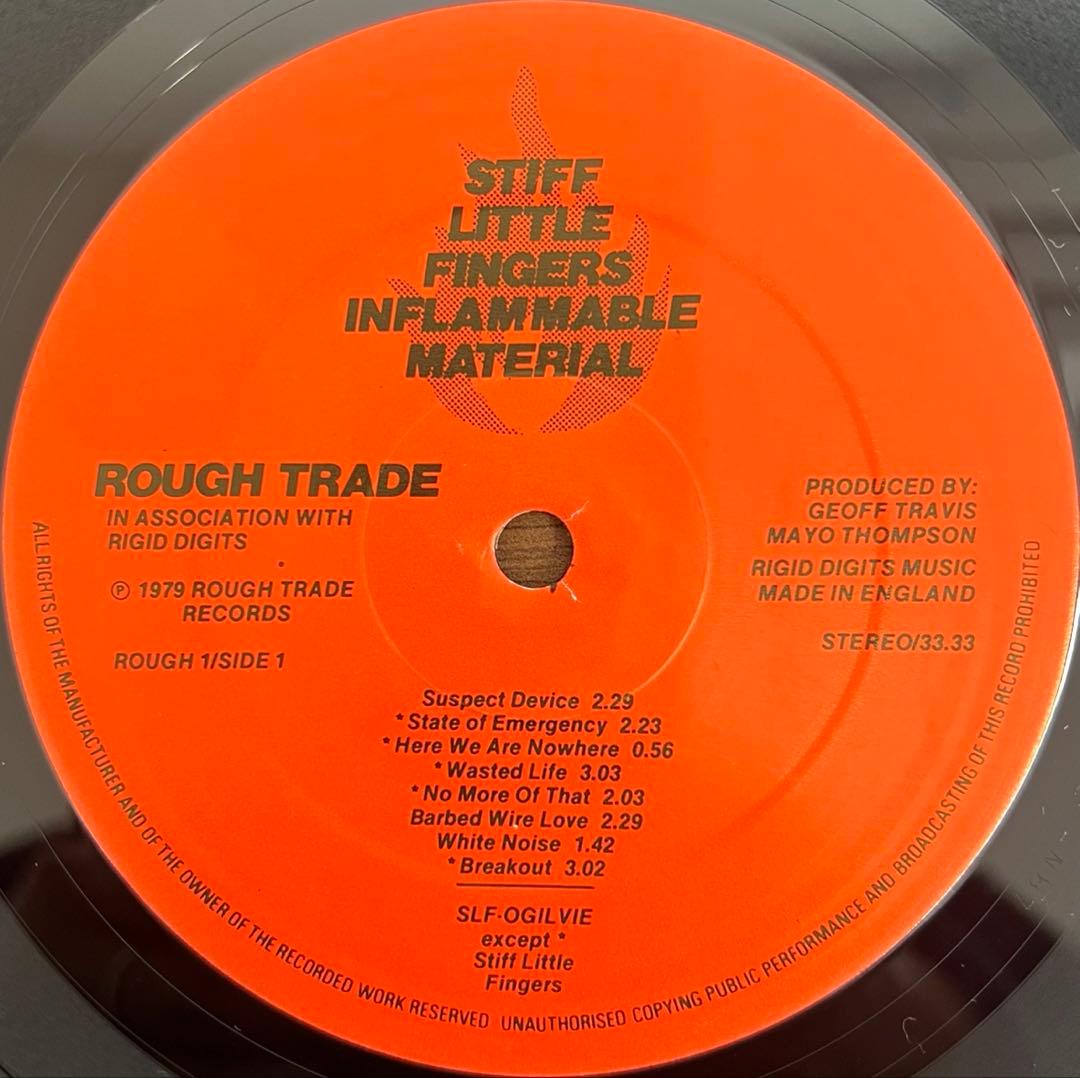 STIFF
LITTLE
FINGERS
INFLAMMABLE
MATERIAL
ROUGH TRADE
IN ASSOCIATION WITH
RIGID DIGITS
℗ 1979 ROUGH TRADE
RECORDS
ROUGH 1/SIDE 1
PRODUCED BY:
GEOFF TRAVIS
MAYO THOMPSON
RIGID DIGITS MUSIC
MADE IN ENGLAND
STEREO/33.33
Suspect Device 2.29
*State of Emergency 2.23
*Here We Are Nowhere 0.56
*Wasted Life 3.03
*No More Of That 2.03
Barbed Wire Love 2.29
White Noise 1.42
*Breakout 3.02
SLF-OGILVIE
except *
Stiff Little
Fingers
ALL RIGHTS OF THE MANUFACTURER AND OF THE OWNER OF THE RECORDED WORK RESERVED UNAUTHORISED COPYING PUBLIC PERFORMANCE AND BROADCASTING OF THIS RECORD PROHIBITED